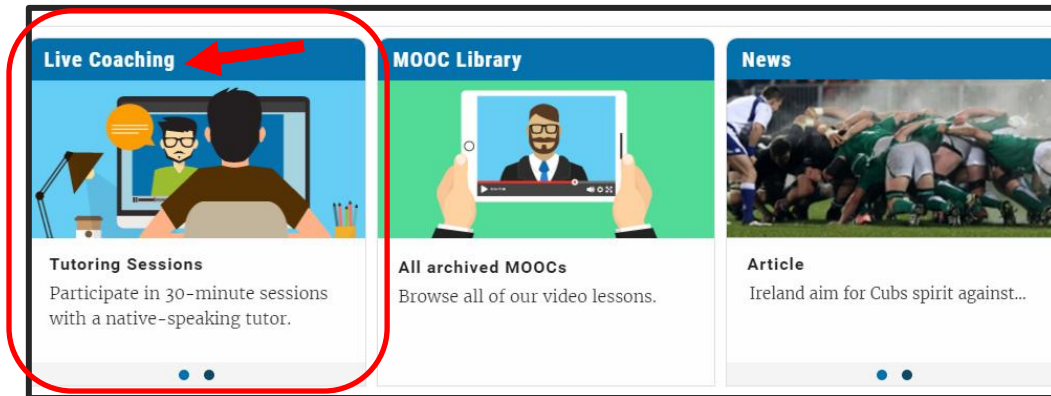 Live Coaching
Tutoring Sessions
Participate in 30-minute sessions
with a native-speaking tutor.
MOOC Library
All archived MOOCs
Browse all of our video lessons.
News
Article
Ireland aim for Cubs spirit against...